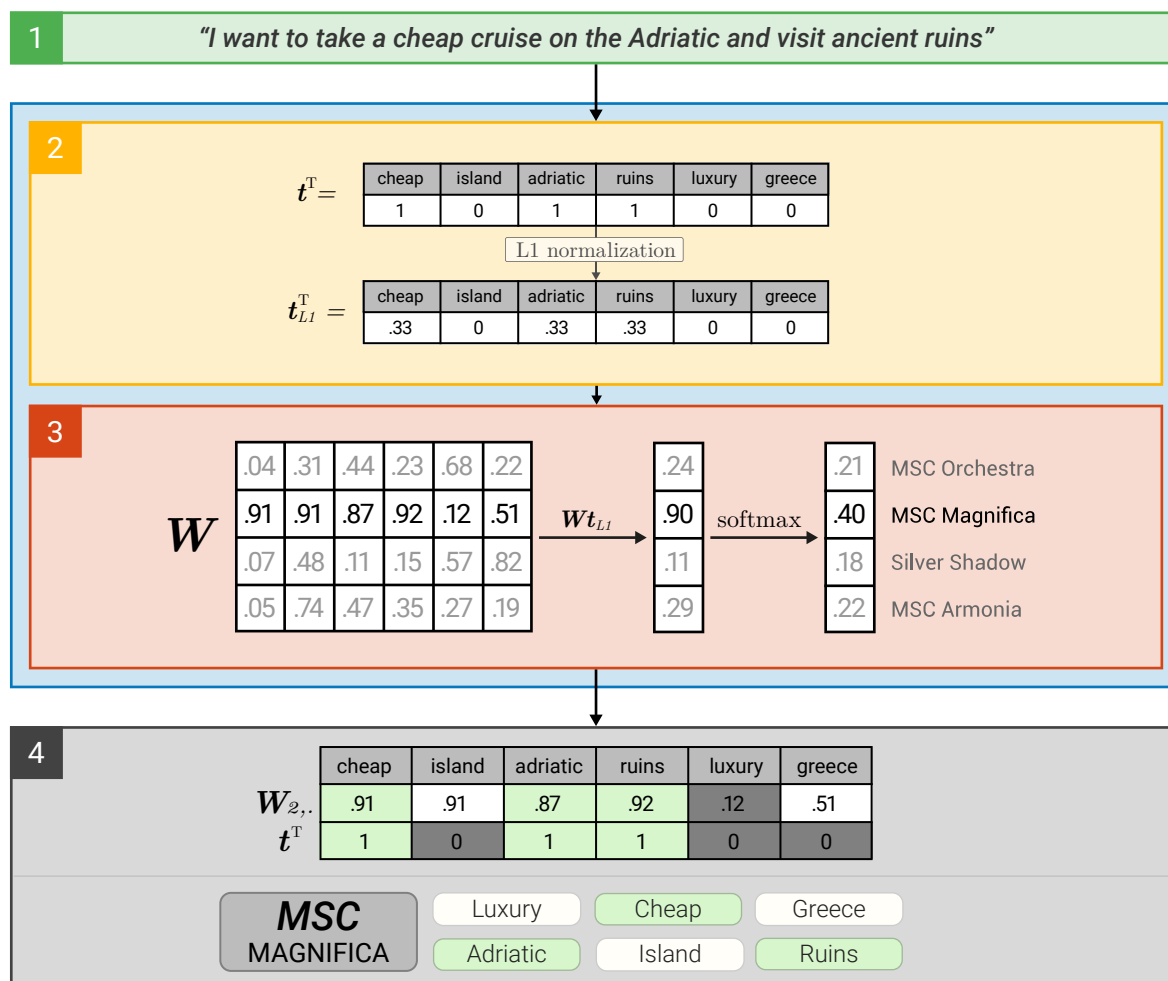 1
“I want to take a cheap cruise on the Adriatic and visit ancient ruins”
2
cheap island adriatic ruins luxury greece
t^T = 1 0 1 1 0 0
L1 normalization
cheap island adriatic ruins luxury greece
t_L1^T = .33 0 .33 .33 0 0
3
W
.04 .31 .44 .23 .68 .22 .24 .21 MSC Orchestra
.91 .91 .87 .92 .12 .51 Wt_L1 .90 softmax .40 MSC Magnifica
.07 .48 .11 .15 .57 .82 .11 .18 Silver Shadow
.05 .74 .47 .35 .27 .19 .29 .22 MSC Armonia
4
cheap island adriatic ruins luxury greece
W_2,. .91 .91 .87 .92 .12 .51
t^T 1 0 1 1 0 0
MSC
MAGNIFICA
Luxury Cheap Greece
Adriatic Island Ruins